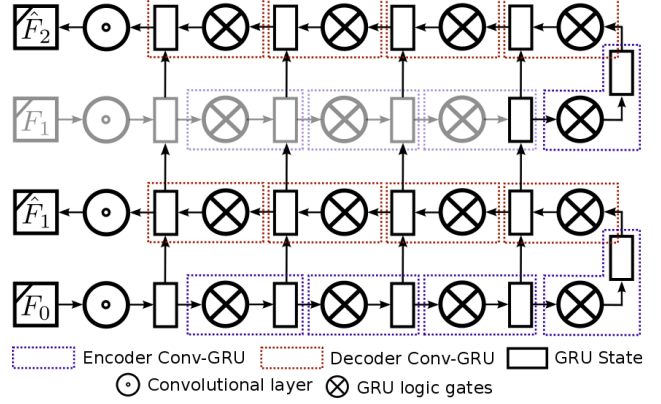 F̂₂
F₁
F̂₁
F₀
Encoder Conv-GRU Decoder Conv-GRU GRU State
Convolutional layer GRU logic gates